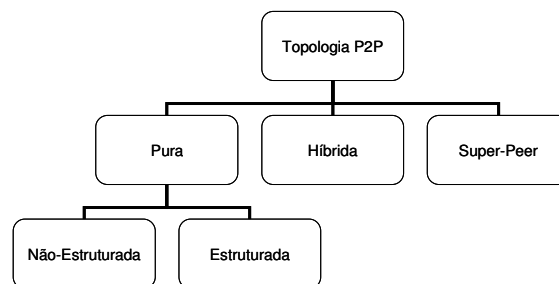 Topologia P2P
Pura
Híbrida
Super-Peer
Não-Estruturada
Estruturada